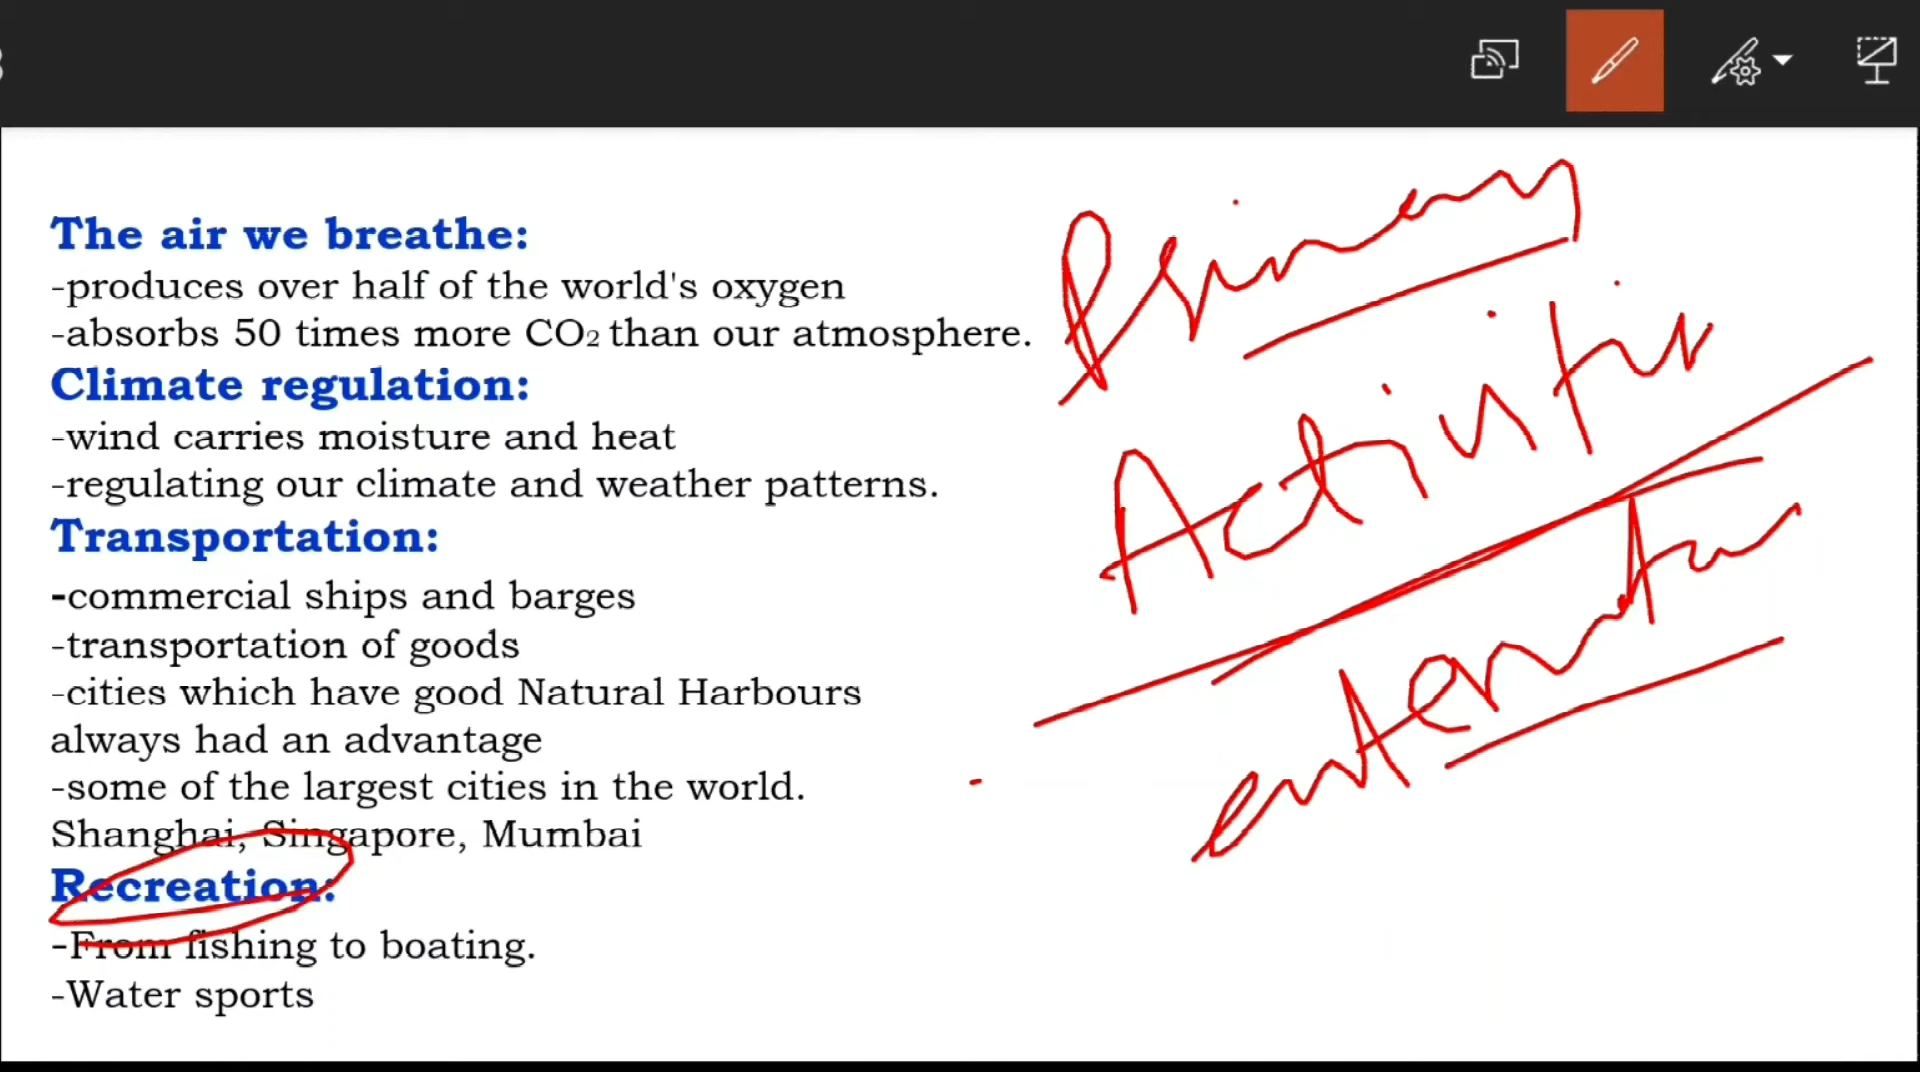 The air we breathe:
-produces over half of the world's oxygen
-absorbs 50 times more CO₂ than our atmosphere.
Climate regulation:
-wind carries moisture and heat
-regulating our climate and weather patterns.
Transportation:
-commercial ships and barges
-transportation of goods
-cities which have good Natural Harbours
always had an advantage
-some of the largest cities in the world.
Shanghai, Singapore, Mumbai
Recreation:
-From fishing to boating.
-Water sports
Primary
Activities